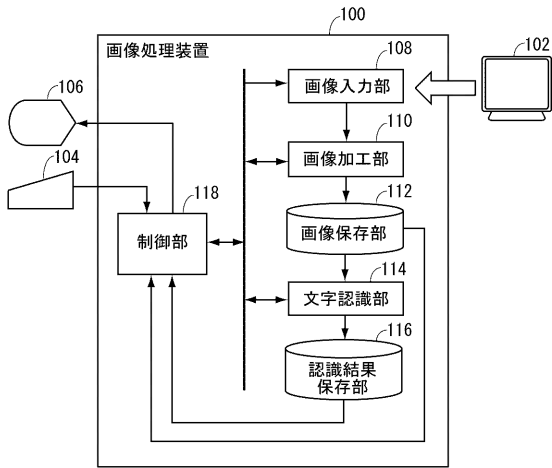 100
画像処理装置
108
102
画像入力部
106
110
画像加工部
104
112
118
画像保存部
制御部
114
文字認識部
116
認識結果
保存部